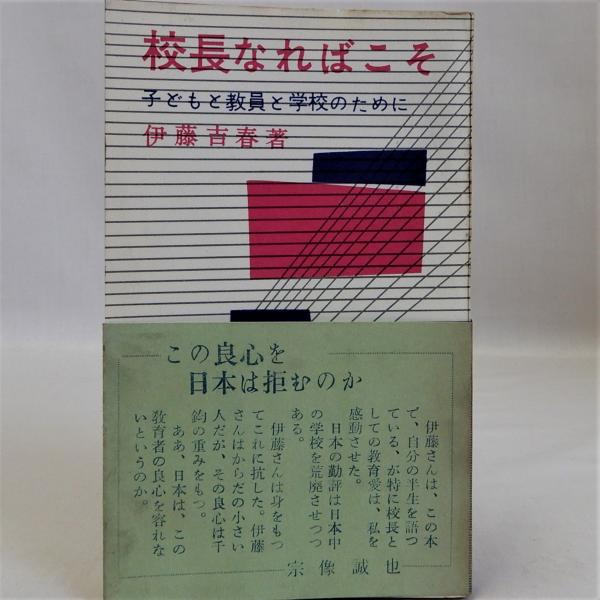 校長なればこそ
子どもと教員と学校のために
伊藤吉春著
この良心を
日本は拒むのか
伊藤さんは、この本
で、自分の半生を語つ
ている、が特に校長と
しての教育愛は、私を
感動させた。
日本の勤評は日本中
の学校を荒廃させつつ
ある。
伊藤さんは身をもつ
てこれに抗した。伊藤
さんはからだの小さい
人だが、その良心は千
鈞の重みをもつ。
ああ、日本は、この
教育者の良心を容れな
いというのか。
宗像誠也